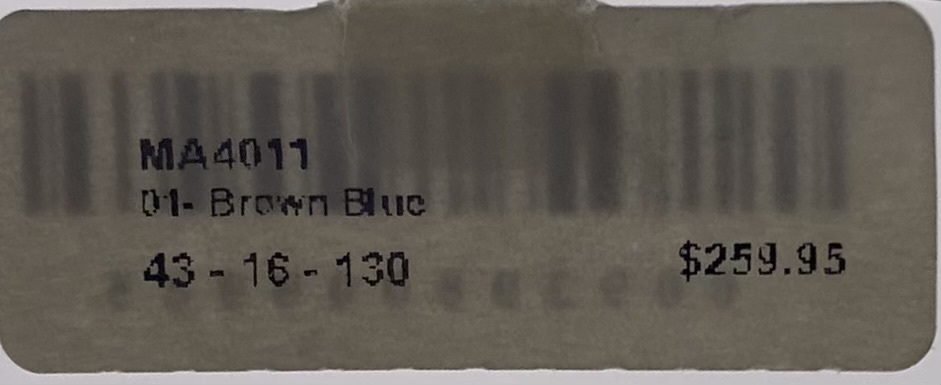 MA4011
01- Brown Blue
43 - 16 - 130
$259.95